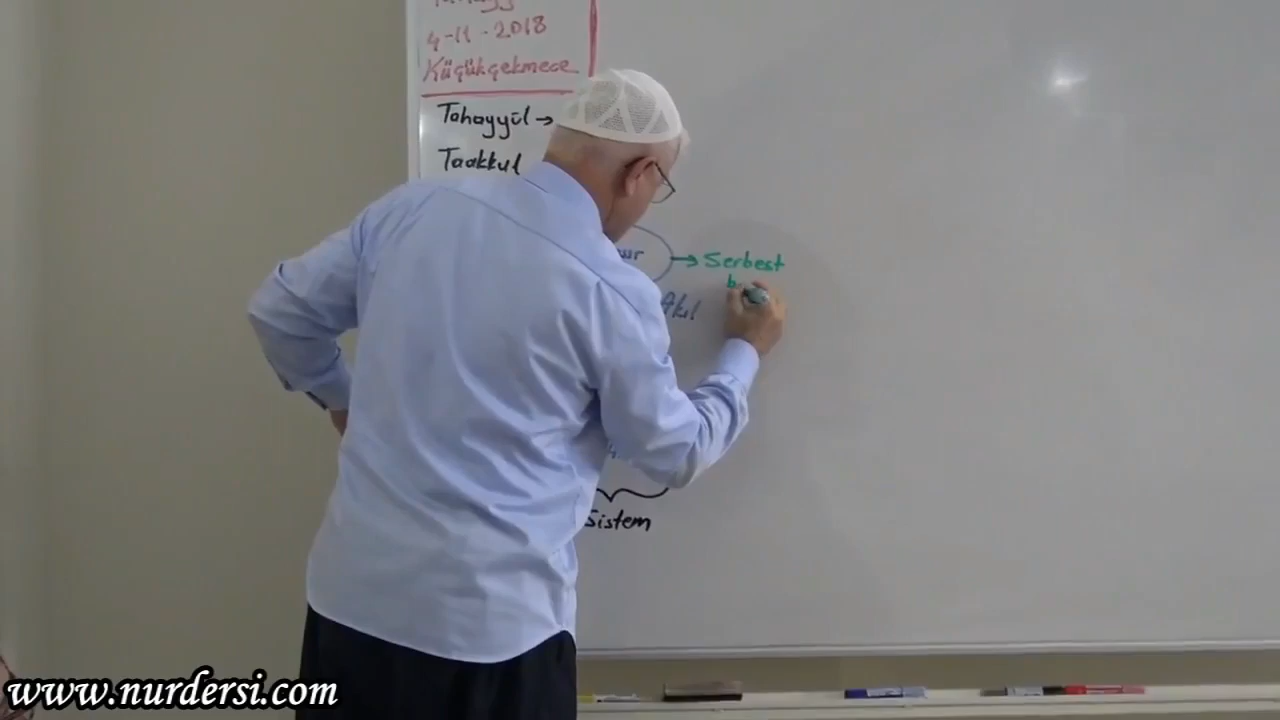 4-11-2018
Küçükçekmece
Tahayyül →
Taakkul
→ Serbest
Akıl
Sistem
www.nurdersi.com